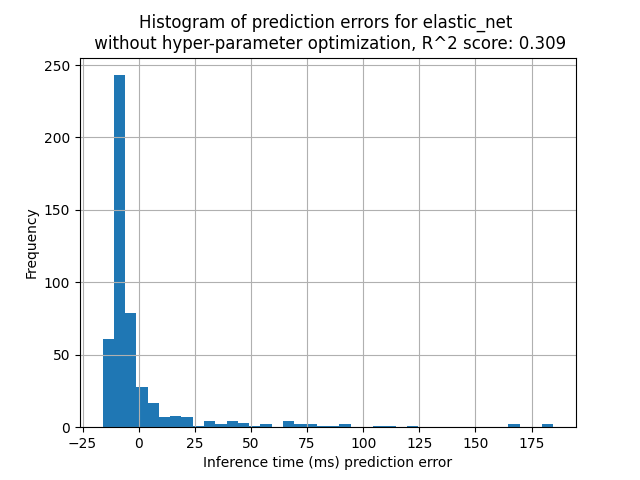 Histogram of prediction errors for elastic_net
without hyper-parameter optimization, R^2 score: 0.309
250
200
150
100
50
0
Frequency
−25 0 25 50 75 100 125 150 175
Inference time (ms) prediction error